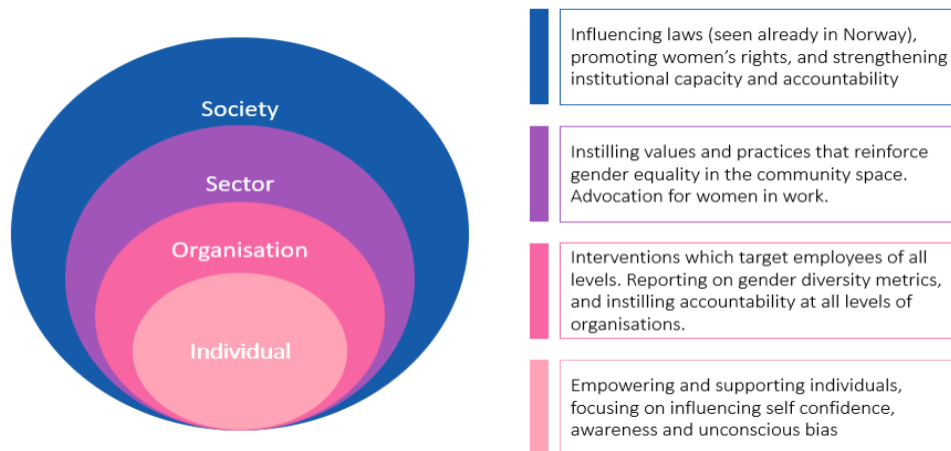 Society
Sector
Organisation
Individual
Influencing laws (seen already in Norway),
promoting women's rights, and strengthening
institutional capacity and accountability
Instilling values and practices that reinforce
gender equality in the community space.
Advocation for women in work.
Interventions which target employees of all
levels. Reporting on gender diversity metrics,
and instilling accountability at all levels of
organisations.
Empowering and supporting individuals,
focusing on influencing self confidence,
awareness and unconscious bias